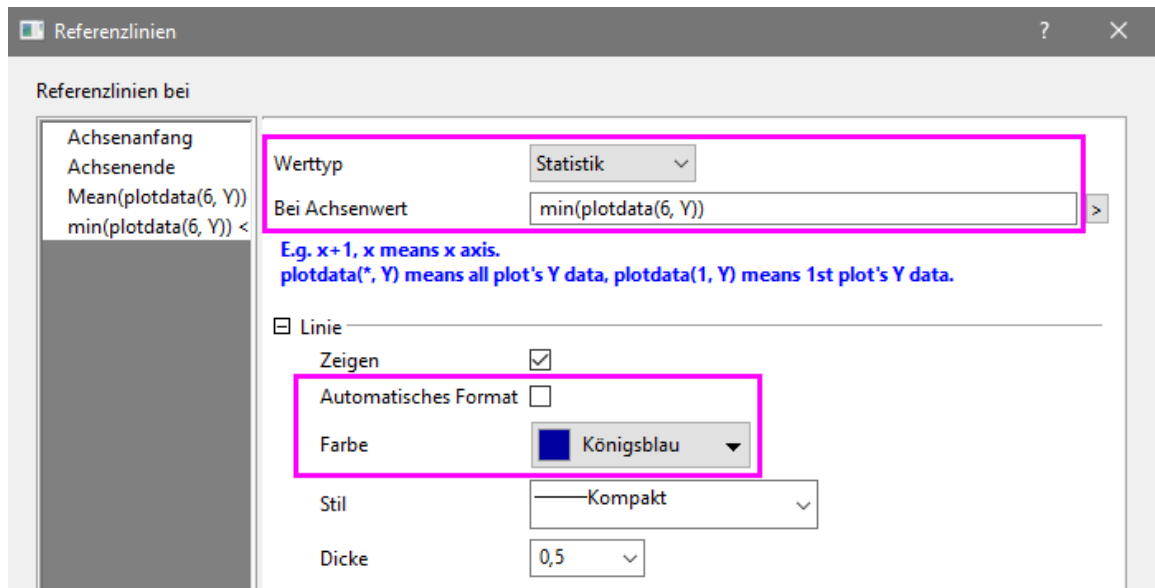 Referenzlinien ? ×
Referenzlinien bei
Achsenanfang
Achsenende
Mean(plotdata(6, Y))
min(plotdata(6, Y)) <
Werttyp Statistik
Bei Achsenwert min(plotdata(6, Y)) >
E.g. x+1, x means x axis.
plotdata(*, Y) means all plot's Y data, plotdata(1, Y) means 1st plot's Y data.
Linie
Zeigen
Automatisches Format
Farbe Königsblau
Stil Kompakt
Dicke 0,5